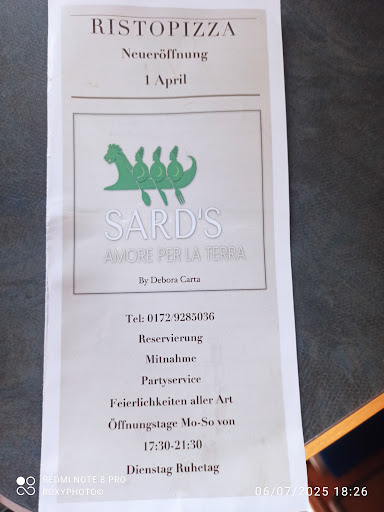 RISTOPIZZA
Neueröffnung
1 April
SARD'S
AMORE PER LA TERRA
By Debora Carta
Tel: 0172/9285036
Reservierung
Mitnahme
Partyservice
Feierlichkeiten aller Art
Öffnungstage Mo-So von
17:30-21:30
Dienstag Ruhetag
REDMI NOTE 8 PRO
ROXYPHOTO©
06/07/2025 18:26